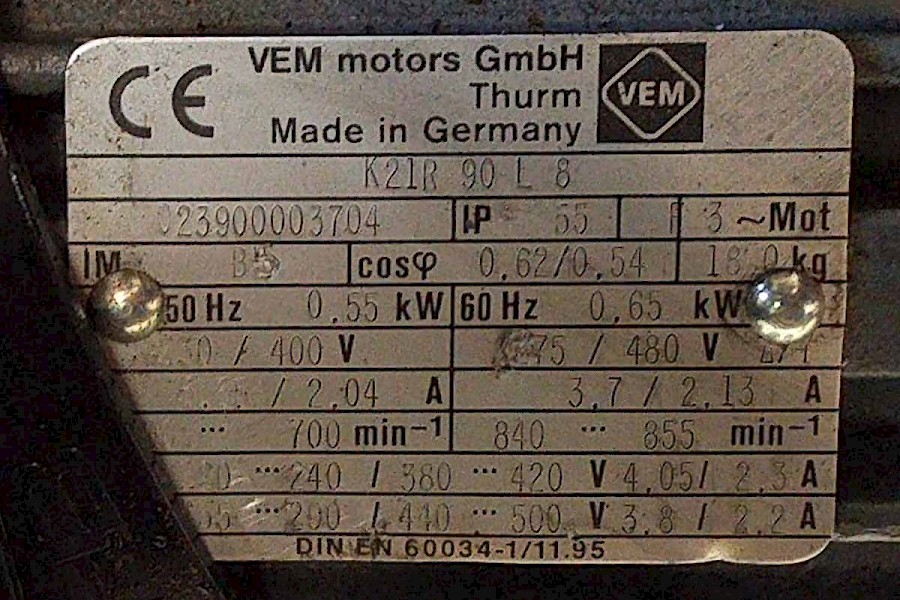 CE VEM motors GmbH VEM
Thurm
Made in Germany
K21R 90 L 8
023900003704 IP 55 F 3 ~Mot
IM B5 cosφ 0,62/0,54 kg
50 Hz 0,55 kW 60 Hz 0,65 kW
/ 400 V / 480 V
/ 2,04 A 3,7 / 2,13 A
... 700 min-1 840 ... 855 min-1
... 240 / 380 ... 420 V 4,05/ 2,3 A
... 290 / 440 ... 500 V 3,8 / 2,2 A
DIN EN 60034-1/11.95